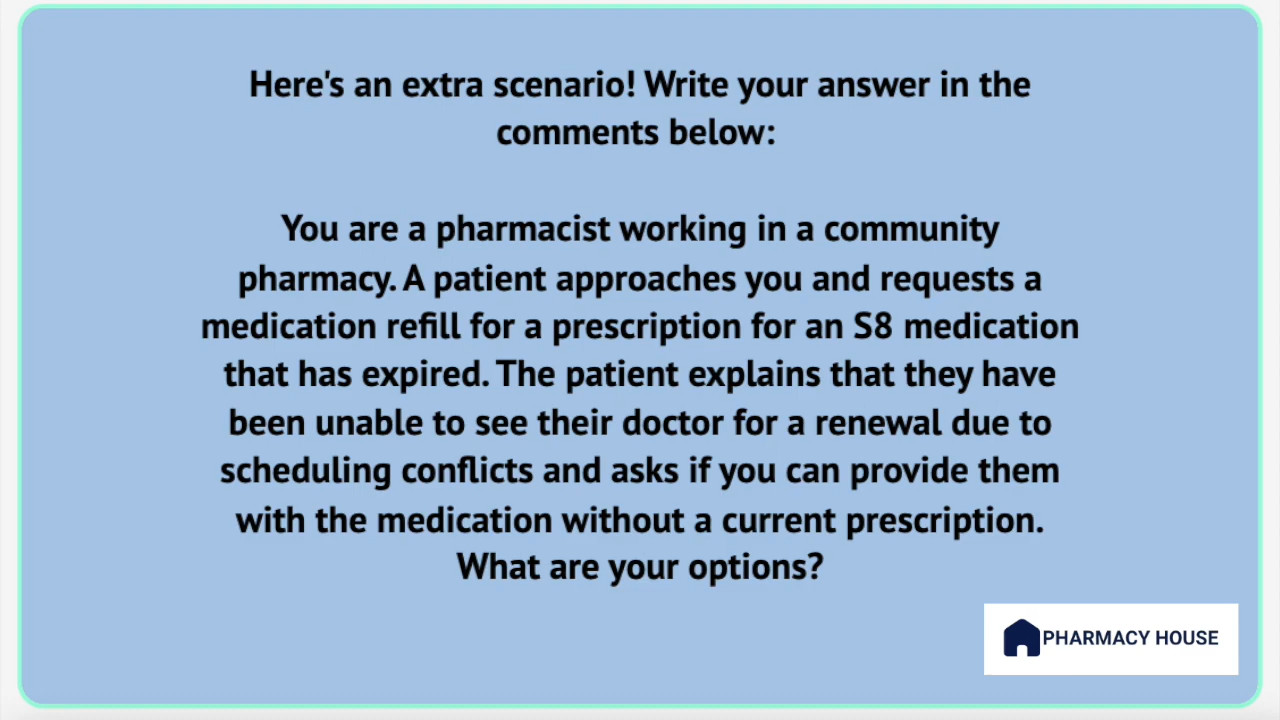 Here's an extra scenario! Write your answer in the
comments below:
You are a pharmacist working in a community
pharmacy. A patient approaches you and requests a
medication refill for a prescription for an S8 medication
that has expired. The patient explains that they have
been unable to see their doctor for a renewal due to
scheduling conflicts and asks if you can provide them
with the medication without a current prescription.
What are your options?
PHARMACY HOUSE